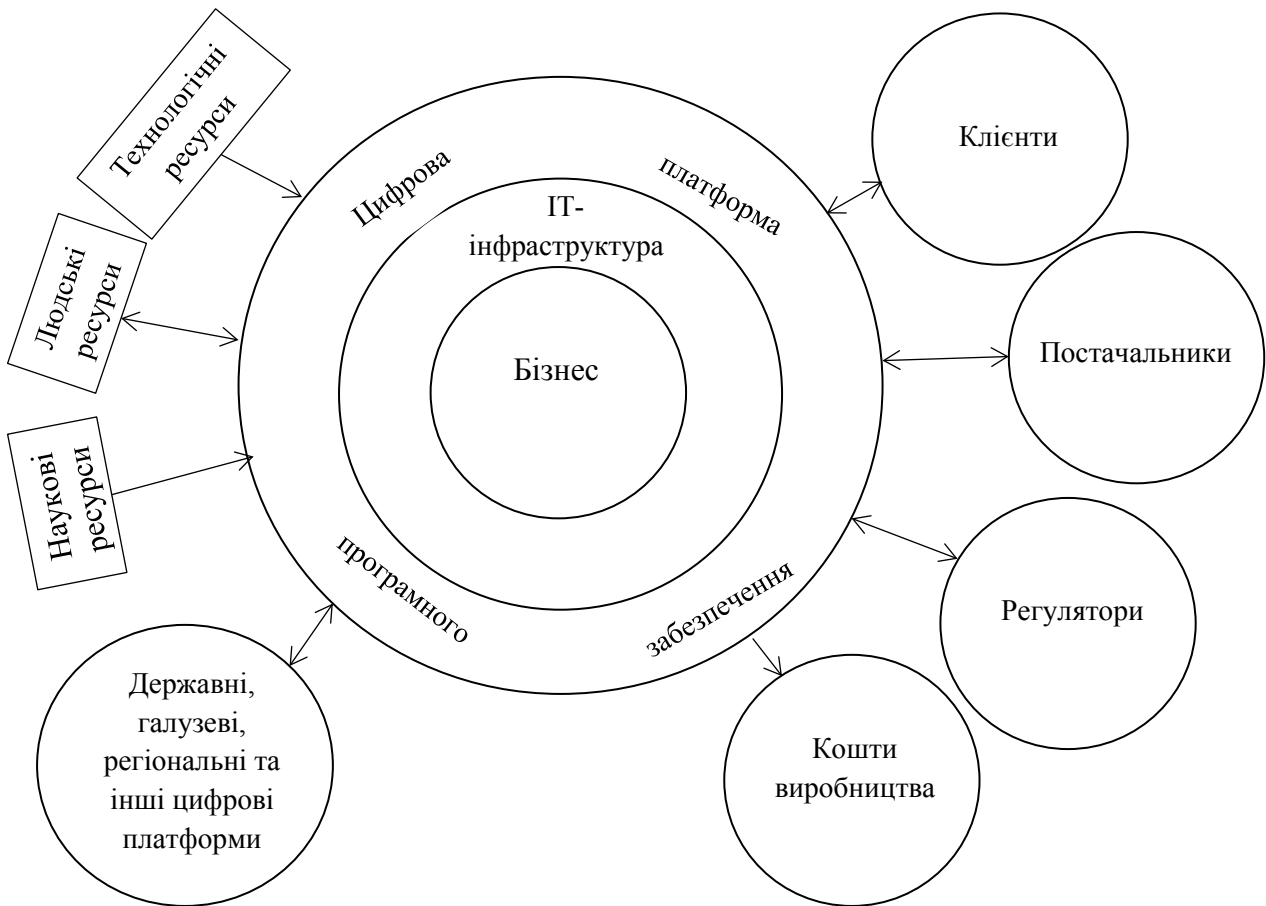 Технологічні
ресурси
Людські
ресурси
Наукові
ресурси
Цифрова
платформа
програмного
забезпечення
ІТ-
інфраструктура
Бізнес
Клієнти
Постачальники
Регулятори
Кошти
виробництва
Державні,
галузеві,
регіональні та
інші цифрові
платформи